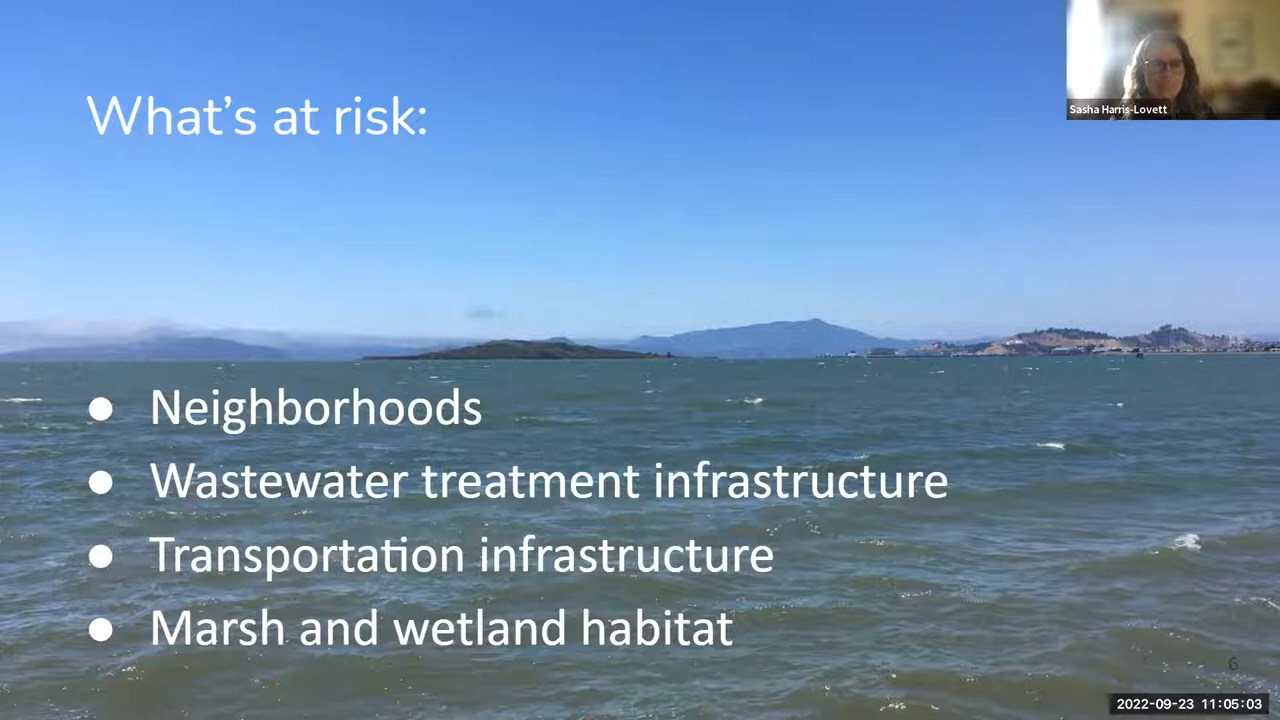 Sasha Harris-Lovett
What's at risk:
● Neighborhoods
● Wastewater treatment infrastructure
● Transportation infrastructure
● Marsh and wetland habitat
6
2022-09-23 11:05:03